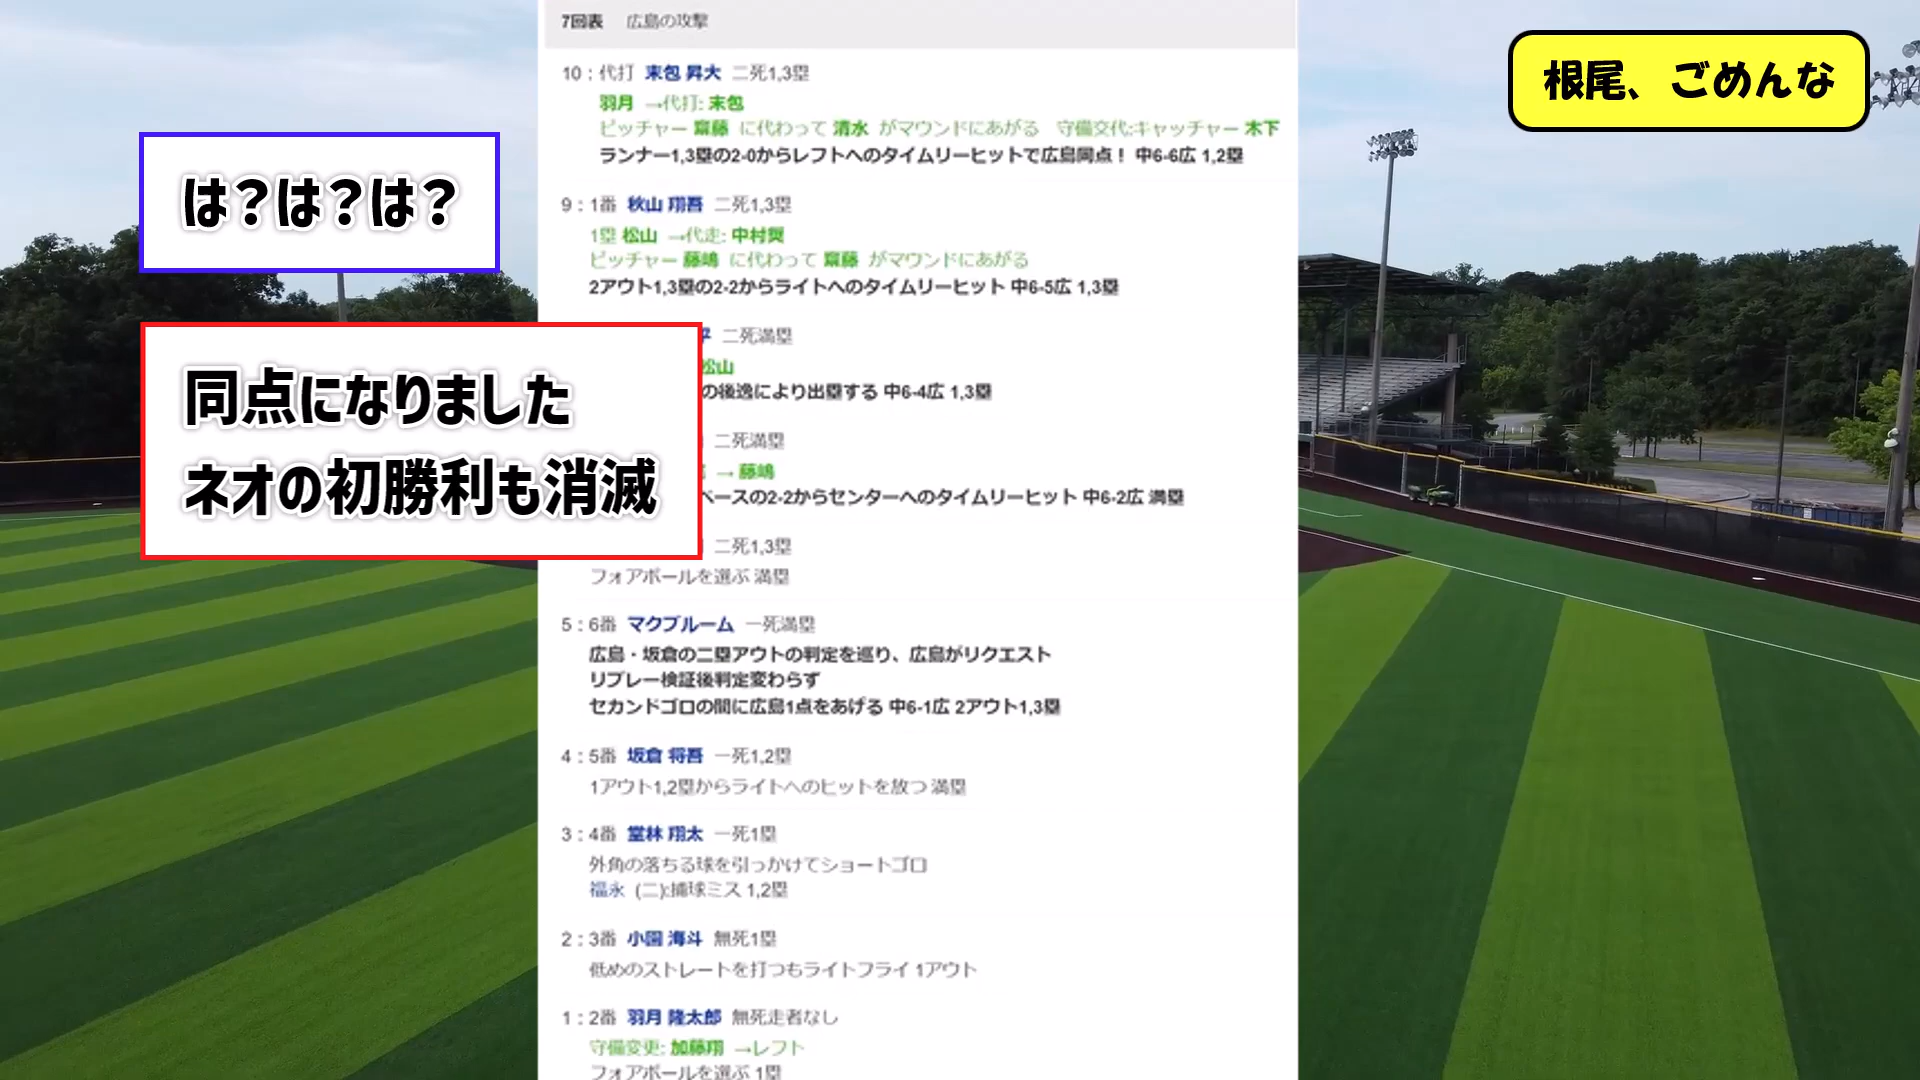 7回表 広島の攻撃
根尾、ごめんな
は？は？は？
同点になりました
ネオの初勝利も消滅
10：代打 末包 昇大 二死1,3塁
羽月 →代打: 末包
ピッチャー 齋藤 に代わって 清水 がマウンドにあがる 守備交代:キャッチャー 木下
ランナー1,3塁の2-0からレフトへのタイムリーヒットで広島同点！ 中6-6広 1,2塁
9：1番 秋山 翔吾 二死1,3塁
1塁 松山 →代走: 中村奨
ピッチャー 藤嶋 に代わって 齋藤 がマウンドにあがる
2アウト1,3塁の2-2からライトへのタイムリーヒット 中6-5広 1,3塁
二死満塁
松山
の後逸により出塁する 中6-4広 1,3塁
二死満塁
→ 藤嶋
ベースの2-2からセンターへのタイムリーヒット 中6-2広 満塁
二死1,3塁
フォアボールを選ぶ 満塁
5：6番 マクブルーム 一死満塁
広島・坂倉の二塁アウトの判定を巡り、広島がリクエスト
リプレー検証後判定変わらず
セカンドゴロの間に広島1点をあげる 中6-1広 2アウト1,3塁
4：5番 坂倉 将吾 一死1,2塁
1アウト1,2塁からライトへのヒットを放つ 満塁
3：4番 堂林 翔太 一死1塁
外角の落ちる球を引っかけてショートゴロ
福永 (二):捕球ミス 1,2塁
2：3番 小園 海斗 無死1塁
低めのストレートを打つもライトフライ 1アウト
1：2番 羽月 隆太郎 無死走者なし
守備変更: 加藤翔 →レフト
フォアボールを選ぶ 1塁